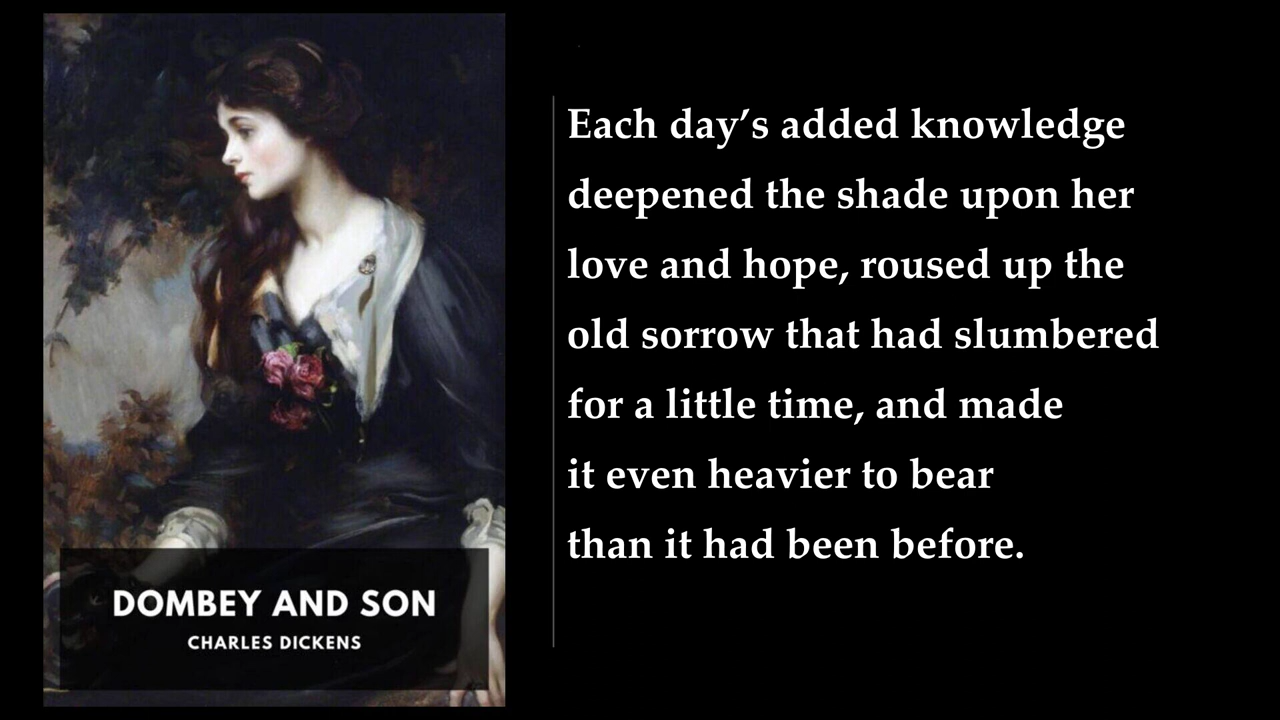 DOMBEY AND SON
CHARLES DICKENS
Each day’s added knowledge
deepened the shade upon her
love and hope, roused up the
old sorrow that had slumbered
for a little time, and made
it even heavier to bear
than it had been before.